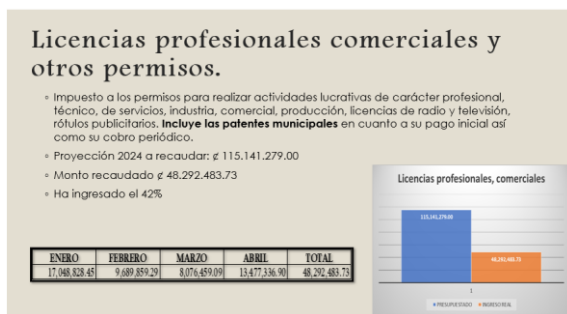 Licencias profesionales comerciales y
otros permisos.
▫ Impuesto a los permisos para realizar actividades lucrativas de carácter profesional,
técnico, de servicios, industria, comercial, producción, licencias de radio y televisión,
rótulos publicitarios. Incluye las patentes municipales en cuanto a su pago inicial así
como su cobro periódico.
▫ Proyección 2024 a recaudar: ₡ 115.141.279.00
▫ Monto recaudado ₡ 48.292.483.73
▫ Ha ingresado el 42%
ENERO FEBRERO MARZO ABRIL TOTAL
17,048,828.45 9,689,859.29 8,076,459.09 13,477,336.90 48,292,483.73
Licencias profesionales, comerciales
115,141,279.00
48,292,483.73
1
PRESUPUESTADO INGRESO REAL